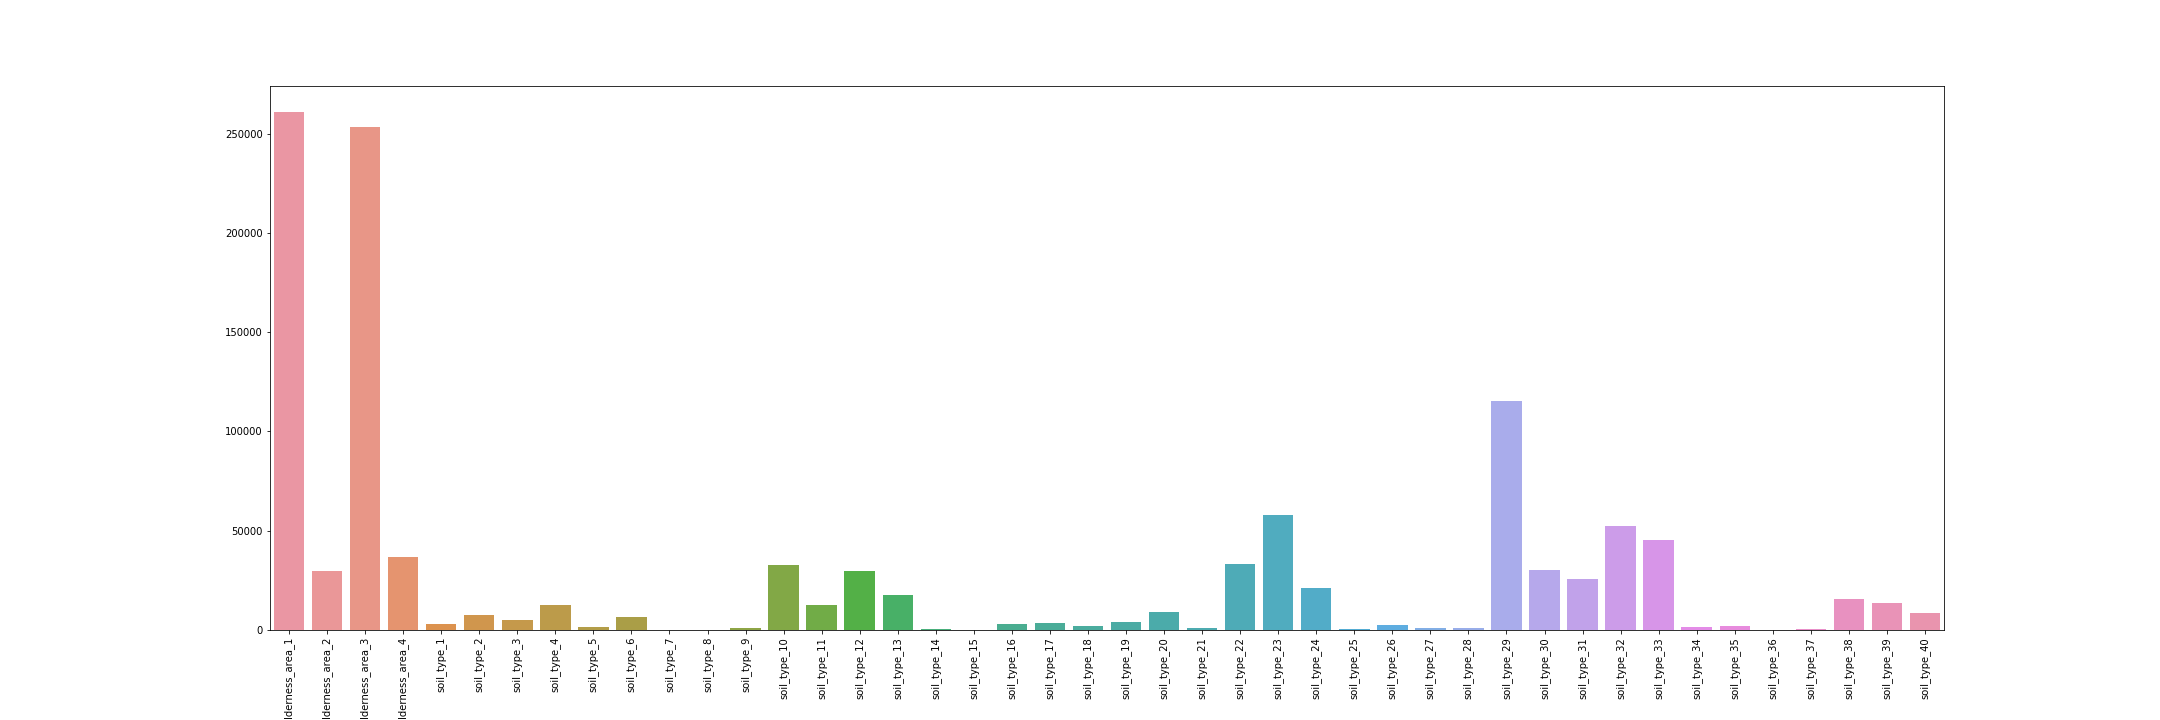 250000
200000
150000
100000
50000
0
lderness_area_1
lderness_area_2
lderness_area_3
lderness_area_4
soil_type_1
soil_type_2
soil_type_3
soil_type_4
soil_type_5
soil_type_6
soil_type_7
soil_type_8
soil_type_9
soil_type_10
soil_type_11
soil_type_12
soil_type_13
soil_type_14
soil_type_15
soil_type_16
soil_type_17
soil_type_18
soil_type_19
soil_type_20
soil_type_21
soil_type_22
soil_type_23
soil_type_24
soil_type_25
soil_type_26
soil_type_27
soil_type_28
soil_type_29
soil_type_30
soil_type_31
soil_type_32
soil_type_33
soil_type_34
soil_type_35
soil_type_36
soil_type_37
soil_type_38
soil_type_39
soil_type_40